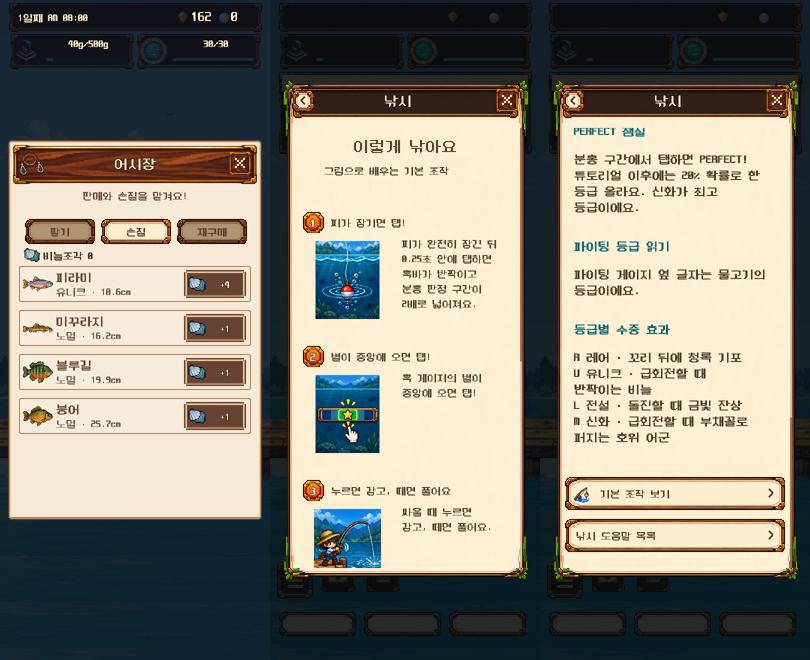 1일째 AM 08:00
162
0
40g/500g
30/30
어시장
판매와 손질을 맡겨요!
팔기
손질
재구매
비늘조각 0
피라미
유니크 · 10.6cm
+4
미꾸라지
노멀 · 16.2cm
+1
블루길
노멀 · 19.9cm
+1
붕어
노멀 · 25.7cm
+1
낚시
이렇게 낚아요
그림으로 배우는 기본 조작
1 찌가 잠기면 탭!
찌가 완전히 잠긴 뒤
0.25초 안에 탭하면
훅바가 반짝이고
분홍 판정 구간이
2배로 넓어져요.
2 별이 중앙에 오면 탭!
훅 게이지의 별이
중앙에 오면 탭!
3 누르면 감고, 떼면 풀어요
싸울 때 누르면
감고, 떼면 풀어요.
낚시
PERFECT 챔질
분홍 구간에서 탭하면 PERFECT!
튜토리얼 이후에는 20% 확률로 한
등급 올라요. 신화가 최고
등급이에요.
파이팅 등급 읽기
파이팅 게이지 옆 글자는 물고기의
등급이에요.
등급별 수중 효과
R 레어 · 꼬리 뒤에 청록 기포
U 유니크 · 급회전할 때
반짝이는 비늘
L 전설 · 돌진할 때 금빛 잔상
M 신화 · 급회전할 때 부채꼴로
퍼지는 호위 어군
기본 조작 보기
낚시 도움말 목록